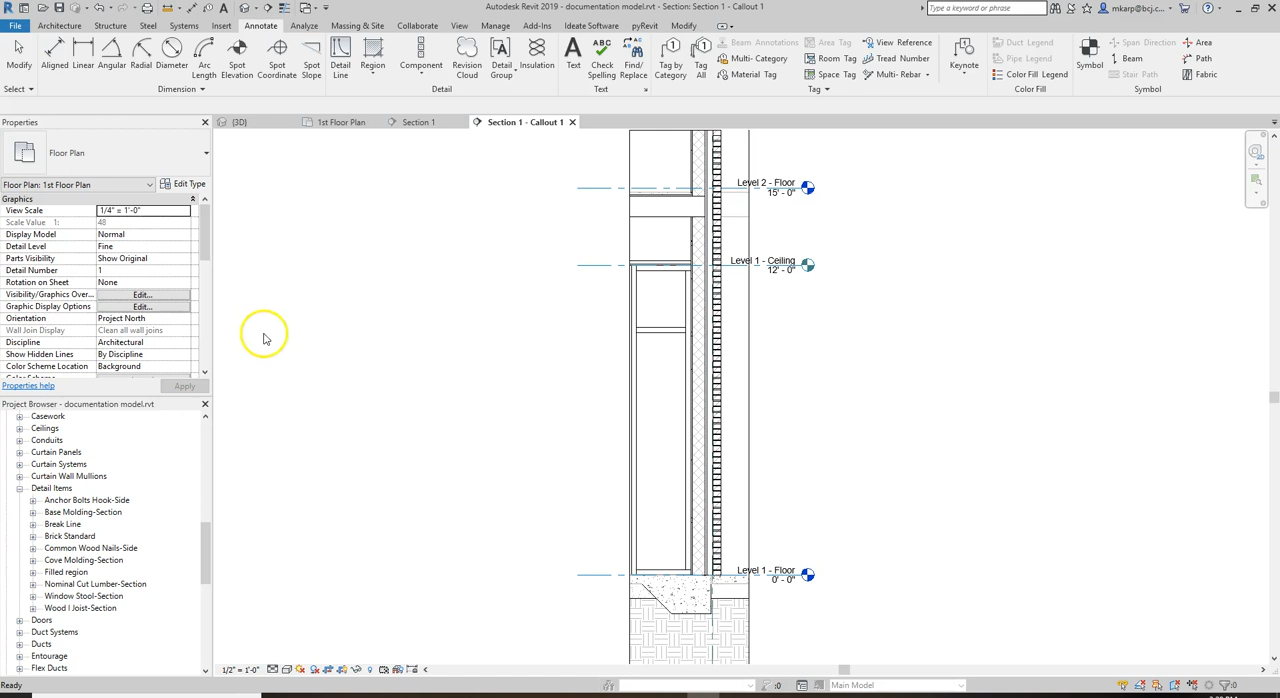 Autodesk Revit 2019 - documentation model.rvt - Section: Section 1 - Callout 1
Type a keyword or phrase
mkarp@bcj.c...
File Architecture Structure Steel Systems Insert Annotate Analyze Massing & Site Collaborate View Manage Add-Ins Ideate Software pyRevit Modify
Modify Aligned Linear Angular Radial Diameter Arc Length Spot Elevation Spot Coordinate Spot Slope Detail Line Region Component Revision Cloud Detail Group Insulation Text Check Spelling Find/ Replace Tag by Category Tag All
Beam Annotations Area Tag View Reference
Multi-Category Room Tag Tread Number
Material Tag Space Tag Multi-Rebar
Keynote
Duct Legend
Pipe Legend
Color Fill Legend
Symbol
Span Direction Area
Beam Path
Stair Path Fabric
Select Dimension Detail Text Tag Color Fill Symbol
Properties
(3D) 1st Floor Plan Section 1 Section 1 - Callout 1
Floor Plan
Floor Plan: 1st Floor Plan Edit Type
Graphics
View Scale 1/4" = 1'-0"
Scale Value 1: 48
Display Model Normal
Detail Level Fine
Parts Visibility Show Original
Detail Number 1
Rotation on Sheet None
Visibility/Graphics Over... Edit...
Graphic Display Options Edit...
Orientation Project North
Wall Join Display Clean all wall joins
Discipline Architectural
Show Hidden Lines By Discipline
Color Scheme Location Background
Properties help Apply
Project Browser - documentation model.rvt
Casework
Ceilings
Conduits
Curtain Panels
Curtain Systems
Curtain Wall Mullions
Detail Items
Anchor Bolts Hook-Side
Base Molding-Section
Break Line
Brick Standard
Common Wood Nails-Side
Cove Molding-Section
Filled region
Nominal Cut Lumber-Section
Window Stool-Section
Wood I Joist-Section
Doors
Duct Systems
Ducts
Entourage
Flex Ducts
Level 2 - Floor
15' - 0"
Level 1 - Ceiling
12' - 0"
Level 1 - Floor
0' - 0"
1/2" = 1'-0"
Ready
:0
Main Model
:0